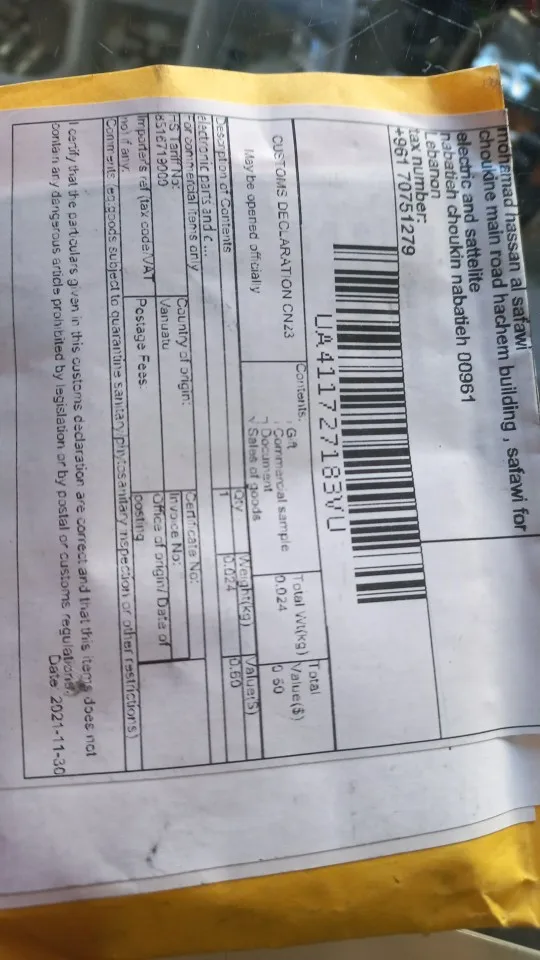 mohamad hassan al safawi
choukine main road hachem building , safawi for
electric and sattelite
nabatieh choukin nabatieh 00961
Lebanon
tax number:
+961 70751279
UA411727183VU
CUSTOMS DECLARATION CN23
May be opened officially
Contents:
Gift
Commercal sample
Document
√ Sales of goods
Total Wt(kg)
0.024
Total
Value($)
0.60
Description of Contents
Qty
Weight(kg)
Value($)
electronic parts and c...
1
0.024
0.60
For commercial items only
HS Tariff No:
8518719000
Country of origin:
Vanuatu
Certificate No:
Invoice No:
Importer's ref (tax code/VAT
no) if any:
Postage Fees:
Office of origin/ Date of
posting
Comments (eg:goods subject to quarantine sanitary/phytosanitary inspection or other restrictions)
I certify that the particulars given in this customs declaration are correct and that this items does not
contain any dangerous article prohibited by legislation or by postal or customs regulations.
Date: 2021-11-30